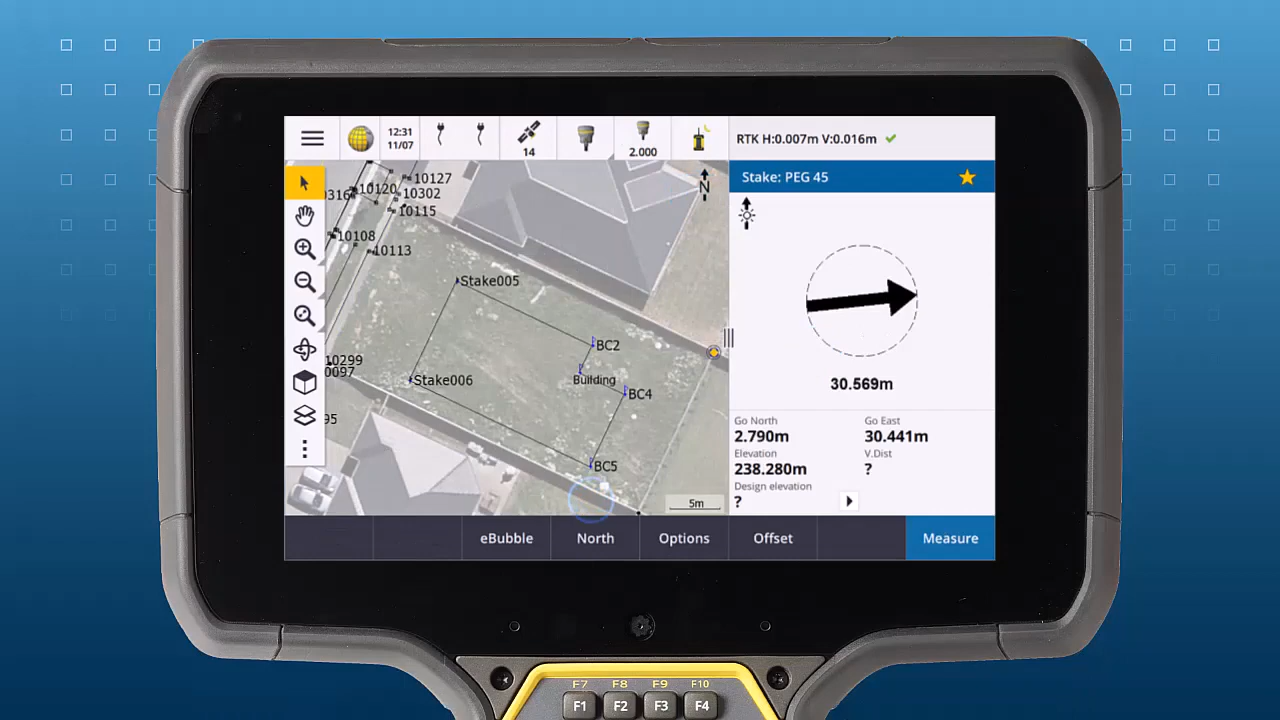 12:31
11/07
14
2.000
RTK H:0.007m V:0.016m
Stake: PEG 45
N
10127
10120
10302
10115
10108
10113
Stake005
BC2
10299
0097
Stake006
Building
BC4
95
BC5
5m
30.569m
Go North
Go East
2.790m
30.441m
Elevation
V.Dist
238.280m
?
Design elevation
?
eBubble
North
Options
Offset
Measure
F7
F8
F9
F10
F1
F2
F3
F4